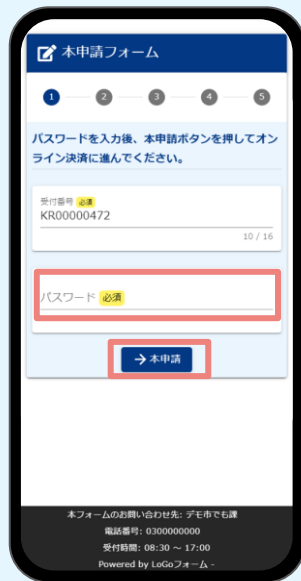 本申請フォーム
1 2 3 4 5
パスワードを入力後、本申請ボタンを押してオン
ライン決済に進んでください。
受付番号 必須
KR00000472
10 / 16
パスワード 必須
→本申請
本フォームのお問い合わせ先: デモ市でも課
電話番号: 0300000000
受付時間: 08:30 ～ 17:00
Powered by LoGoフォーム -